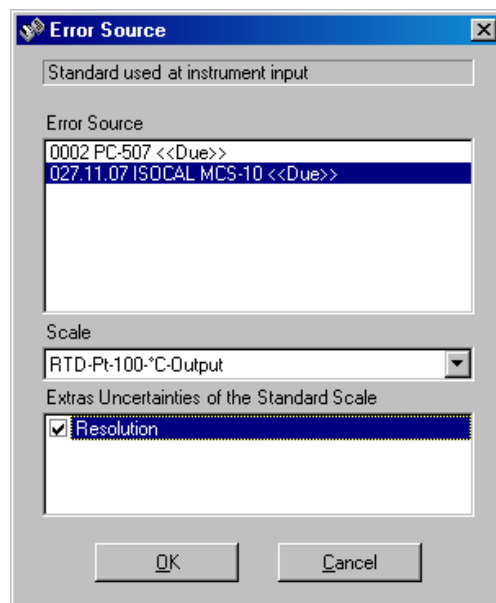 Error Source
Standard used at instrument input
Error Source
0002 PC-507 <<Due>>
027.11.07 ISOCAL MCS-10 <<Due>>
Scale
RTD-Pt-100-°C-Output
Extras Uncertainties of the Standard Scale
Resolution
OK Cancel